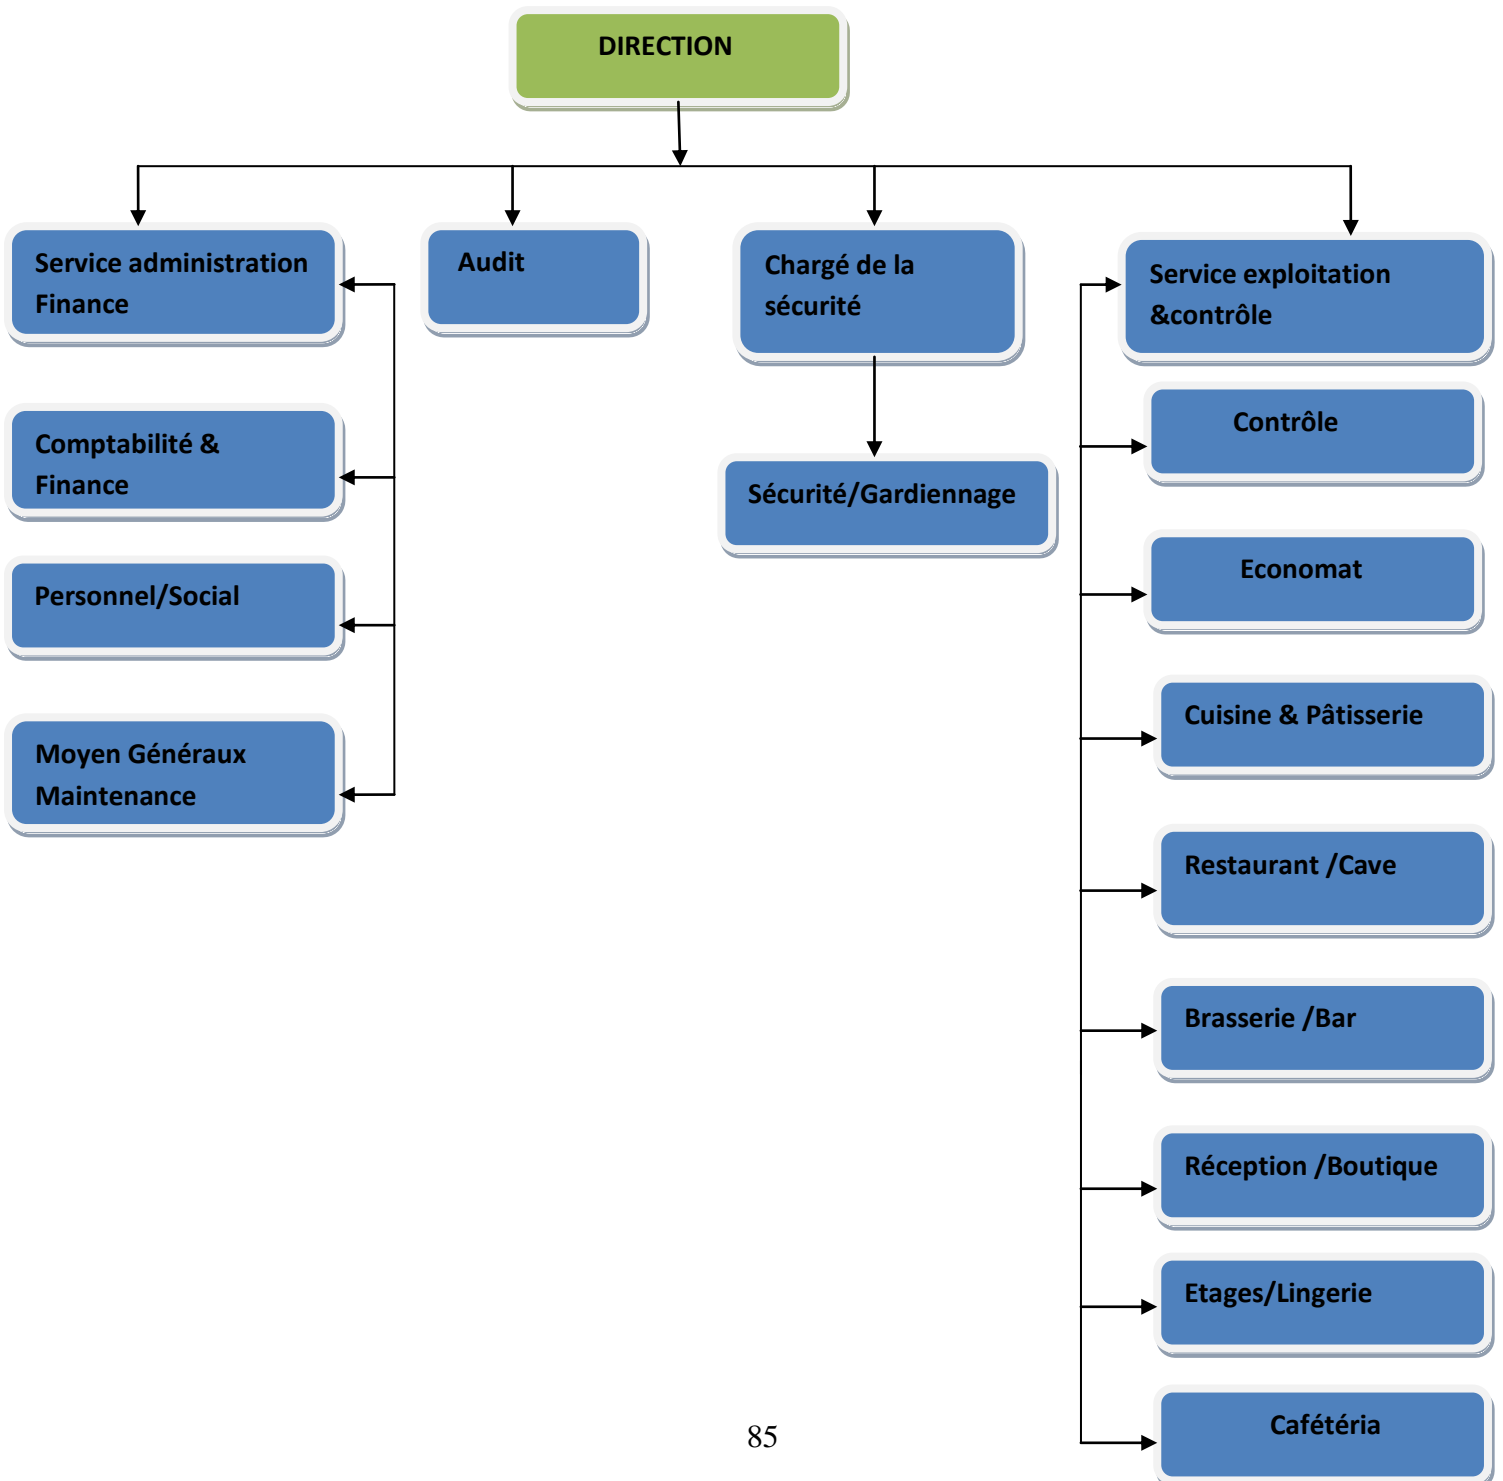 DIRECTION
Service administration
Finance
Audit
Chargé de la
sécurité
Service exploitation
&contrôle
Comptabilité &
Finance
Personnel/Social
Moyen Généraux
Maintenance
Sécurité/Gardiennage
Contrôle
Economat
Cuisine & Pâtisserie
Restaurant /Cave
Brasserie /Bar
Réception /Boutique
Etages/Lingerie
Cafétéria
85